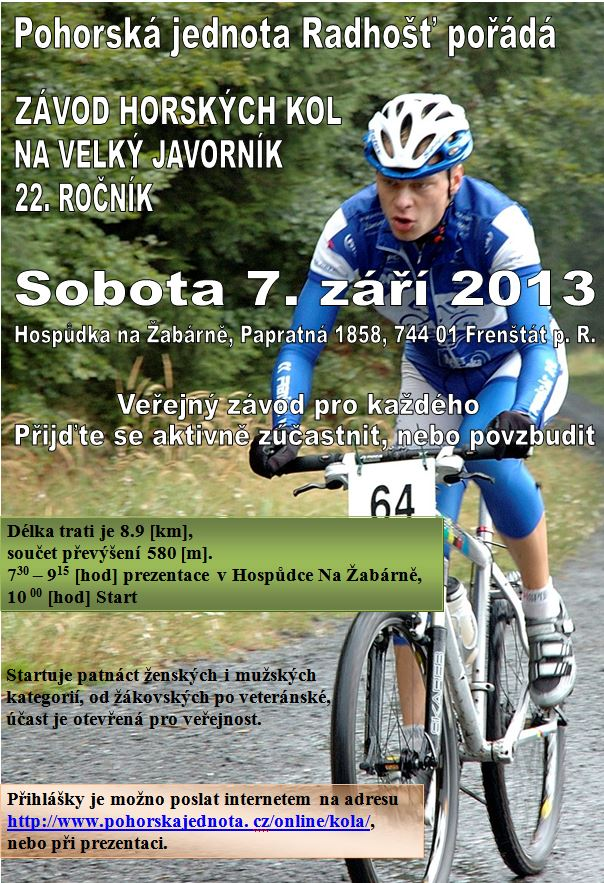 Pohorská jednota Radhošť pořádá
ZÁVOD HORSKÝCH KOL
NA VELKÝ JAVORNÍK
22. ROČNÍK
Sobota 7. září 2013
Hospůdka na Žabárně, Papratná 1858, 744 01 Frenštát p. R.
Veřejný závod pro každého
Přijďte se aktivně zúčastnit, nebo povzbudit
64
Délka trati je 8.9 [km],
součet převýšení 580 [m].
7³⁰ – 9¹⁵ [hod] prezentace v Hospůdce Na Žabárně,
10 ⁰⁰ [hod] Start
Startuje patnáct ženských i mužských
kategorií, od žákovských po veteránské,
účast je otevřená pro veřejnost.
Přihlášky je možno poslat internetem na adresu
http://www.pohorskajednota. cz/online/kola/,
nebo při prezentaci.